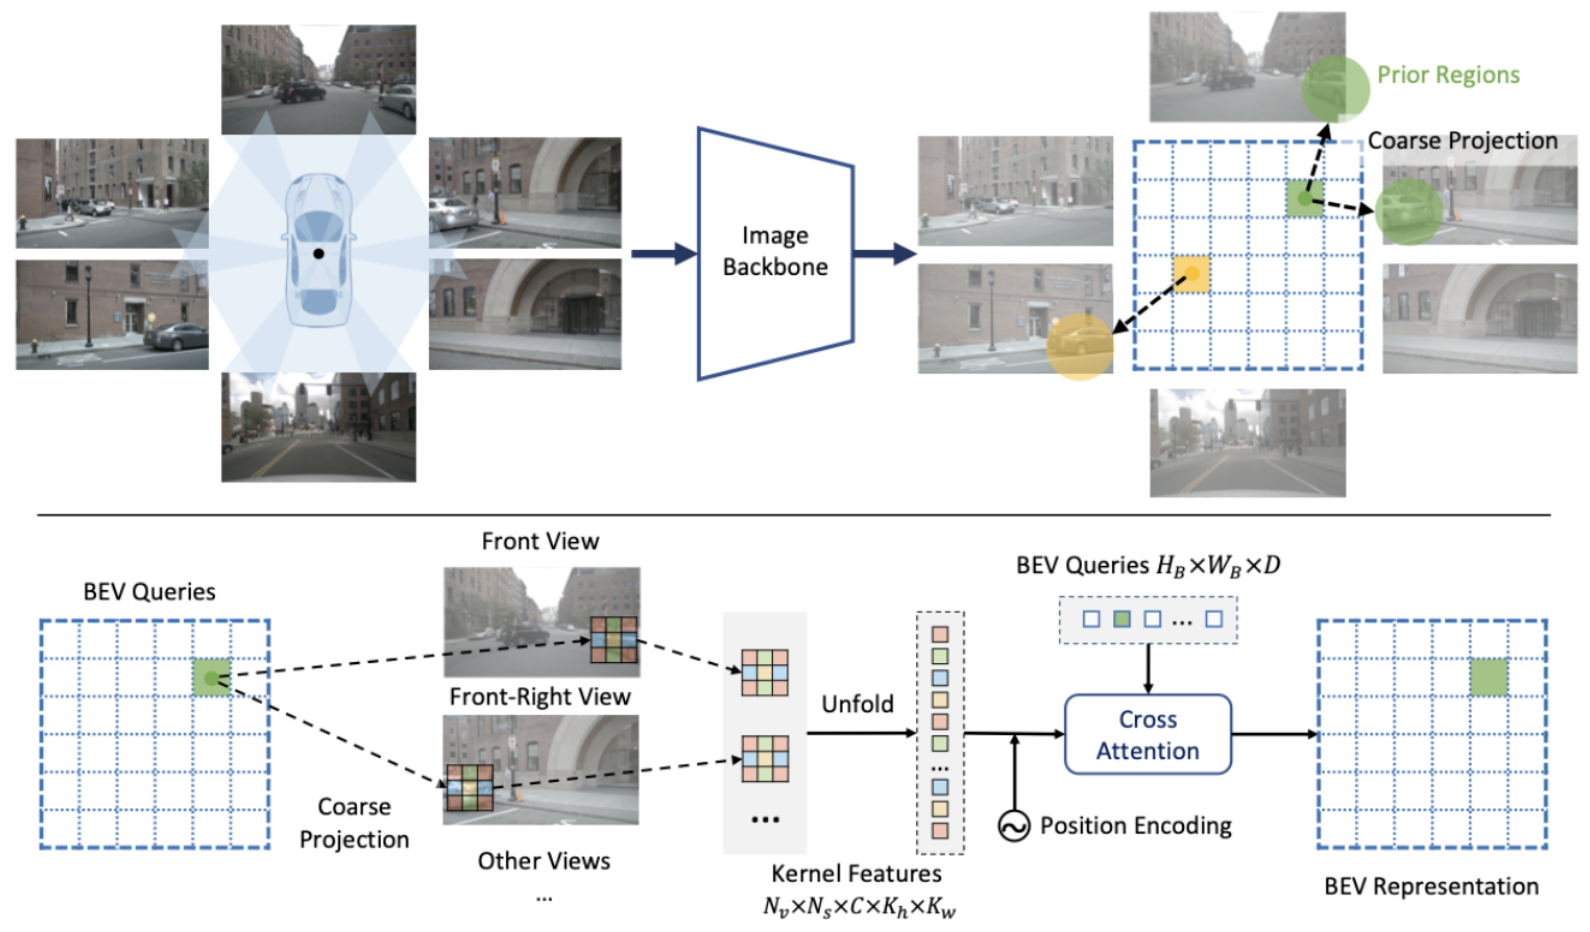 Prior Regions
Coarse Projection
Image
Backbone
Front View
BEV Queries
BEV Queries $H_B \times W_B \times D$
Front-Right View
Unfold
Cross
Attention
...
...
Coarse
Projection
Position Encoding
...
Other Views
...
Kernel Features
$N_v \times N_s \times C \times K_h \times K_w$
BEV Representation